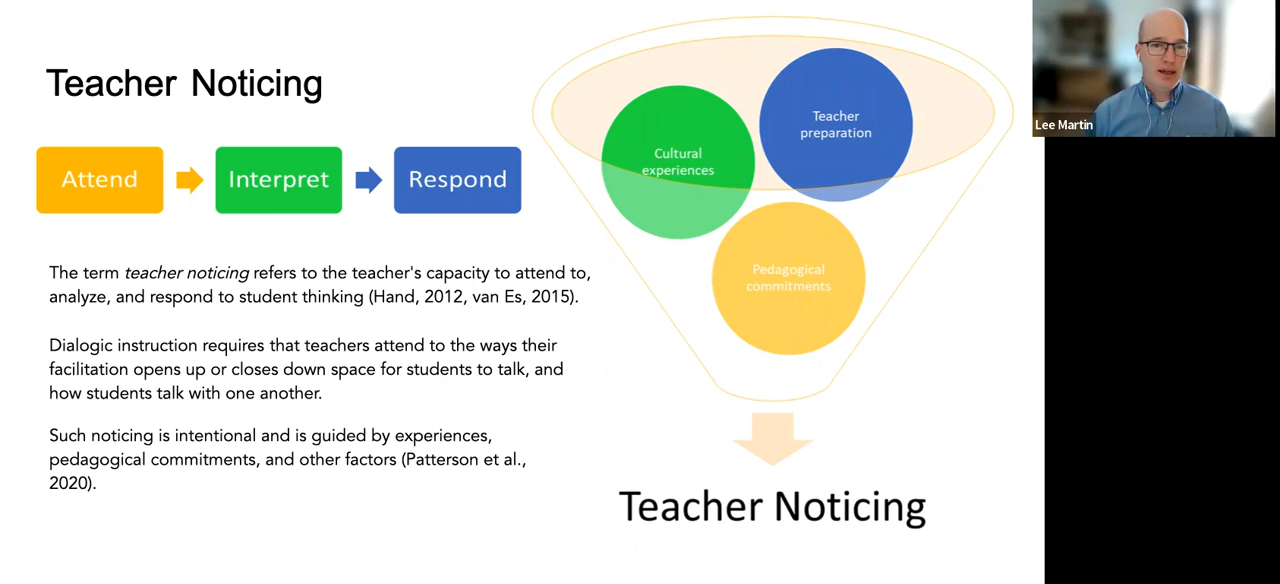 Teacher Noticing
Attend
Interpret
Respond
The term teacher noticing refers to the teacher's capacity to attend to,
analyze, and respond to student thinking (Hand, 2012, van Es, 2015).
Dialogic instruction requires that teachers attend to the ways their
facilitation opens up or closes down space for students to talk, and
how students talk with one another.
Such noticing is intentional and is guided by experiences,
pedagogical commitments, and other factors (Patterson et al.,
2020).
Cultural
experiences
Teacher
preparation
Pedagogical
commitments
Teacher Noticing
Lee Martin